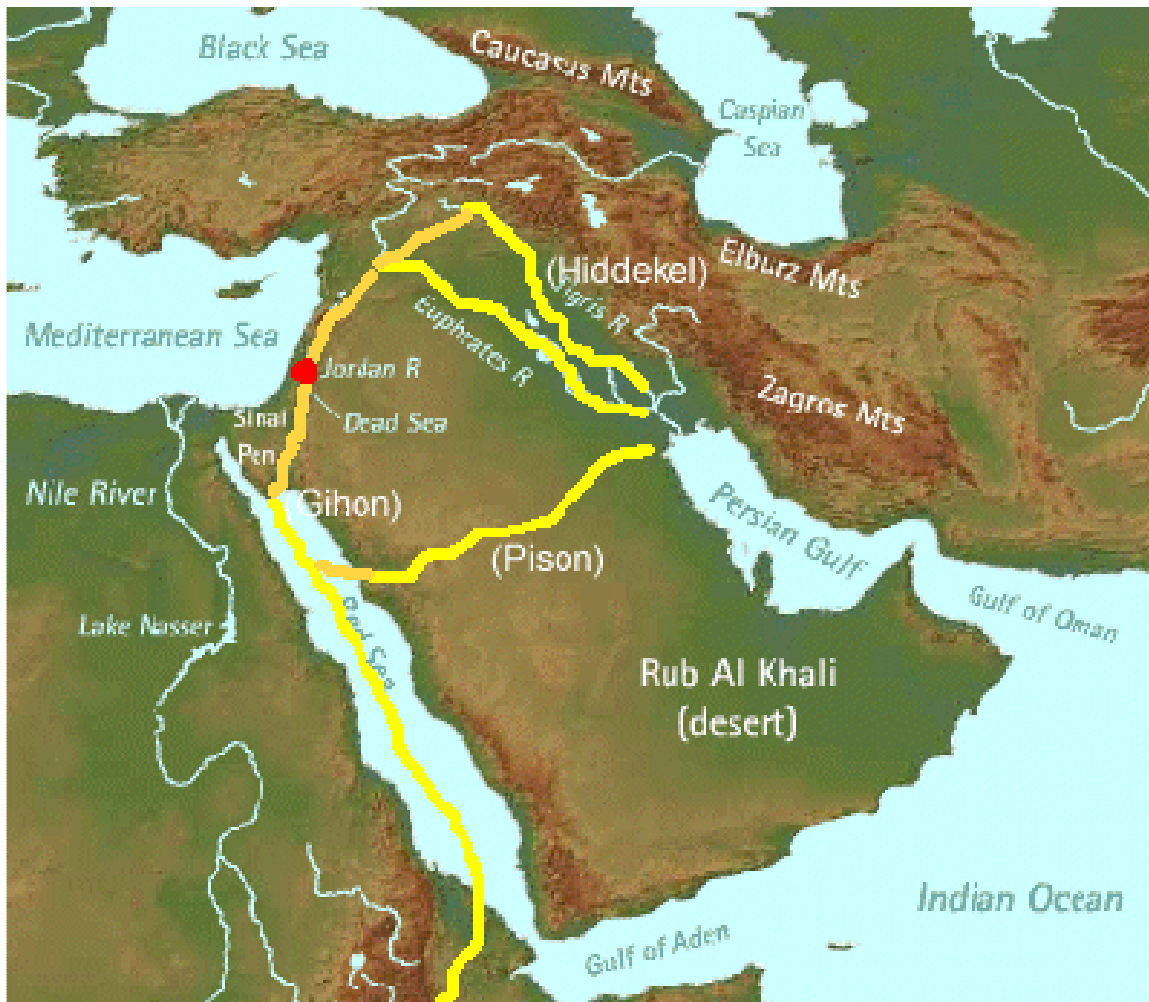 Black Sea
Caucasus Mts
Caspian
Sea
(Hiddekel)
Elburz Mts
Tigris R
Euphrates R
Mediterranean Sea
Jordan R
Zagros Mts
Sinai
Pen
Dead Sea
Nile River
(Gihon)
Persian Gulf
(Pison)
Gulf of Oman
Lake Nasser
Red Sea
Rub Al Khali
(desert)
Indian Ocean
Gulf of Aden